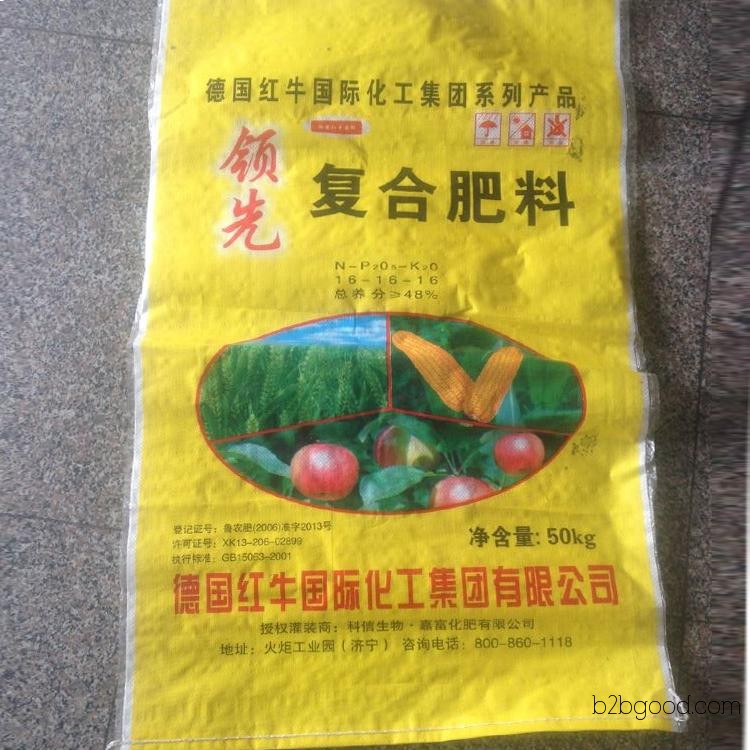 德国红牛国际化工集团系列产品
领先
复合肥料
N-P₂O₅-K₂O
16-16-16
总养分≥48%
登记证号：鲁农肥(2006)准字2013号
许可证号：XK13-206-02899
执行标准：GB15063-2001
净含量: 50kg
德国红牛国际化工集团有限公司
授权灌装商：科信生物·嘉富化肥有限公司
地址：火炬工业园（济宁） 咨询电话：800-860-1118
b2bgood.com